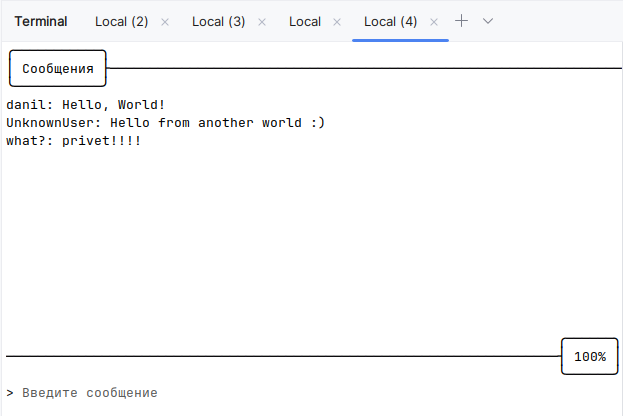 Terminal Local (2) Local (3) Local Local (4)
Сообщения
danil: Hello, World!
UnknownUser: Hello from another world :)
what?: privet!!!!
100%
> Введите сообщение